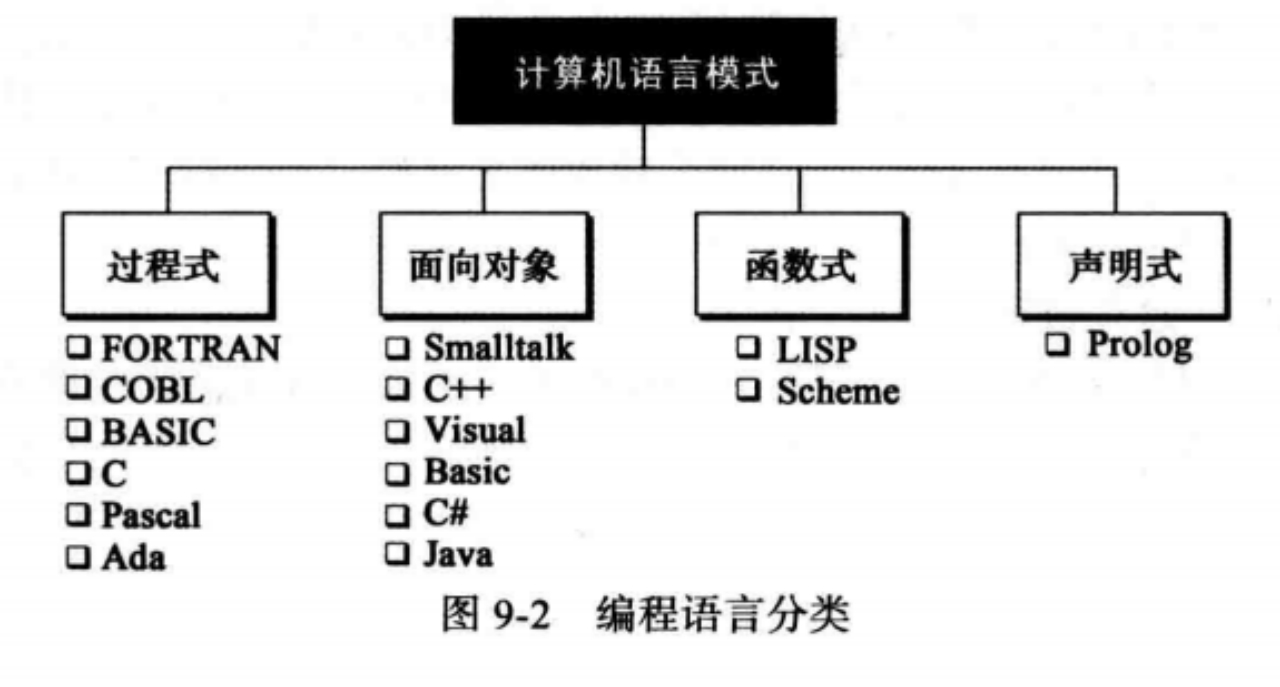 计算机语言模式
过程式
面向对象
函数式
声明式
❑ FORTRAN
❑ COBL
❑ BASIC
❑ C
❑ Pascal
❑ Ada
❑ Smalltalk
❑ C++
❑ Visual
❑ Basic
❑ C#
❑ Java
❑ LISP
❑ Scheme
❑ Prolog
图 9-2 编程语言分类